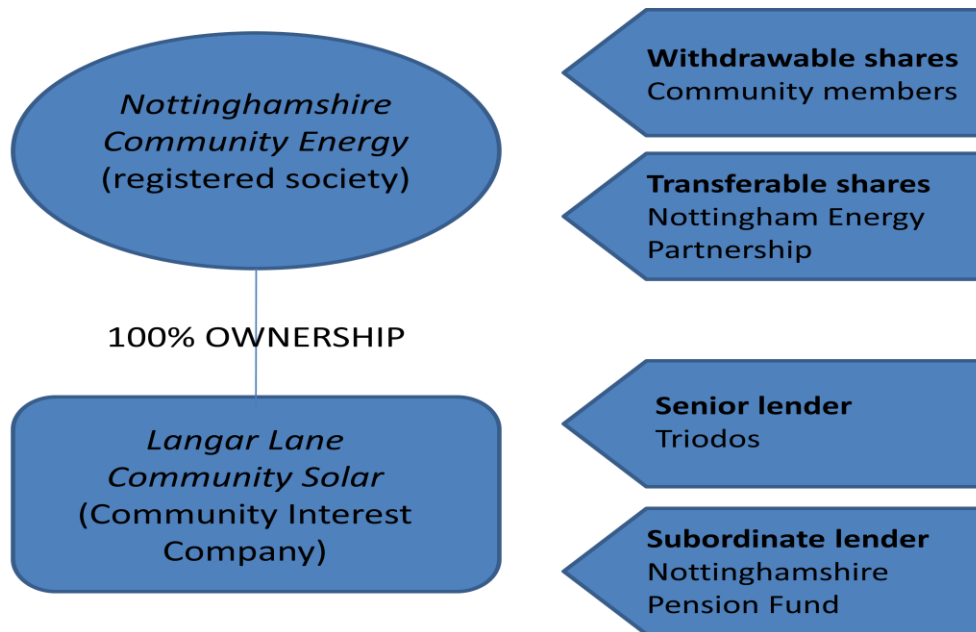 Nottinghamshire
Community Energy
(registered society)
100% OWNERSHIP
Langar Lane
Community Solar
(Community Interest
Company)
Withdrawable shares
Community members
Transferable shares
Nottingham Energy
Partnership
Senior lender
Triodos
Subordinate lender
Nottinghamshire
Pension Fund